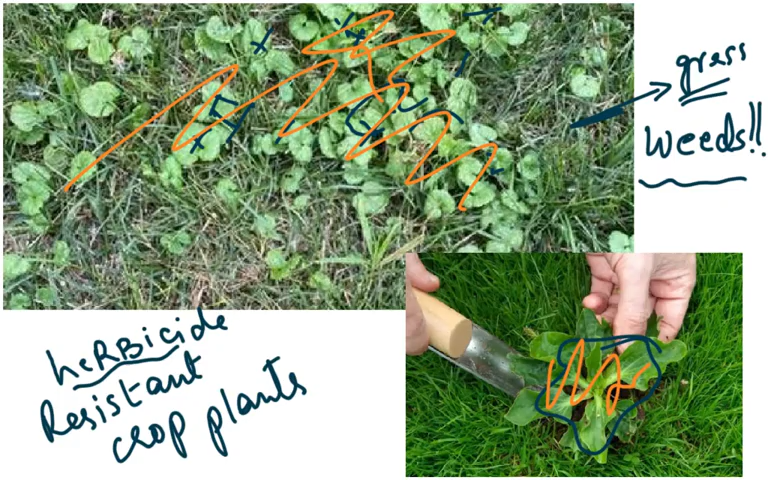 grass
weeds!!
heRBicide
Resistant
crop plants